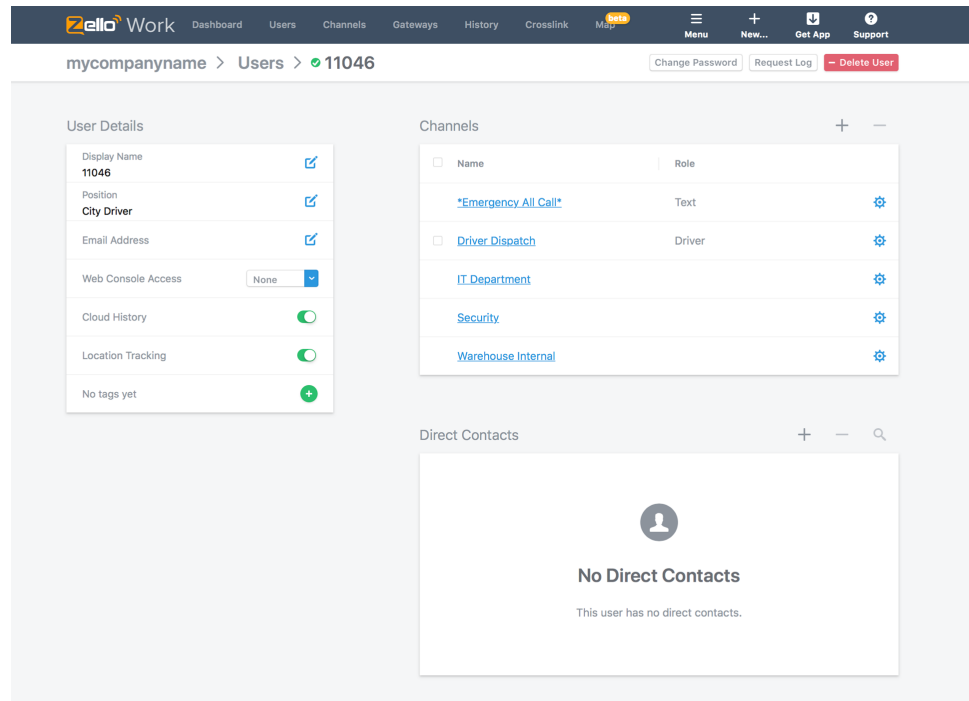 Zello Work Dashboard Users Channels Gateways History Crosslink Map beta Menu New... Get App Support
mycompanyname > Users > 11046 Change Password Request Log Delete User
User Details
Display Name
11046
Position
City Driver
Email Address
Web Console Access None
Cloud History
Location Tracking
No tags yet
Channels
Name Role
*Emergency All Call* Text
Driver Dispatch Driver
IT Department
Security
Warehouse Internal
Direct Contacts
No Direct Contacts
This user has no direct contacts.